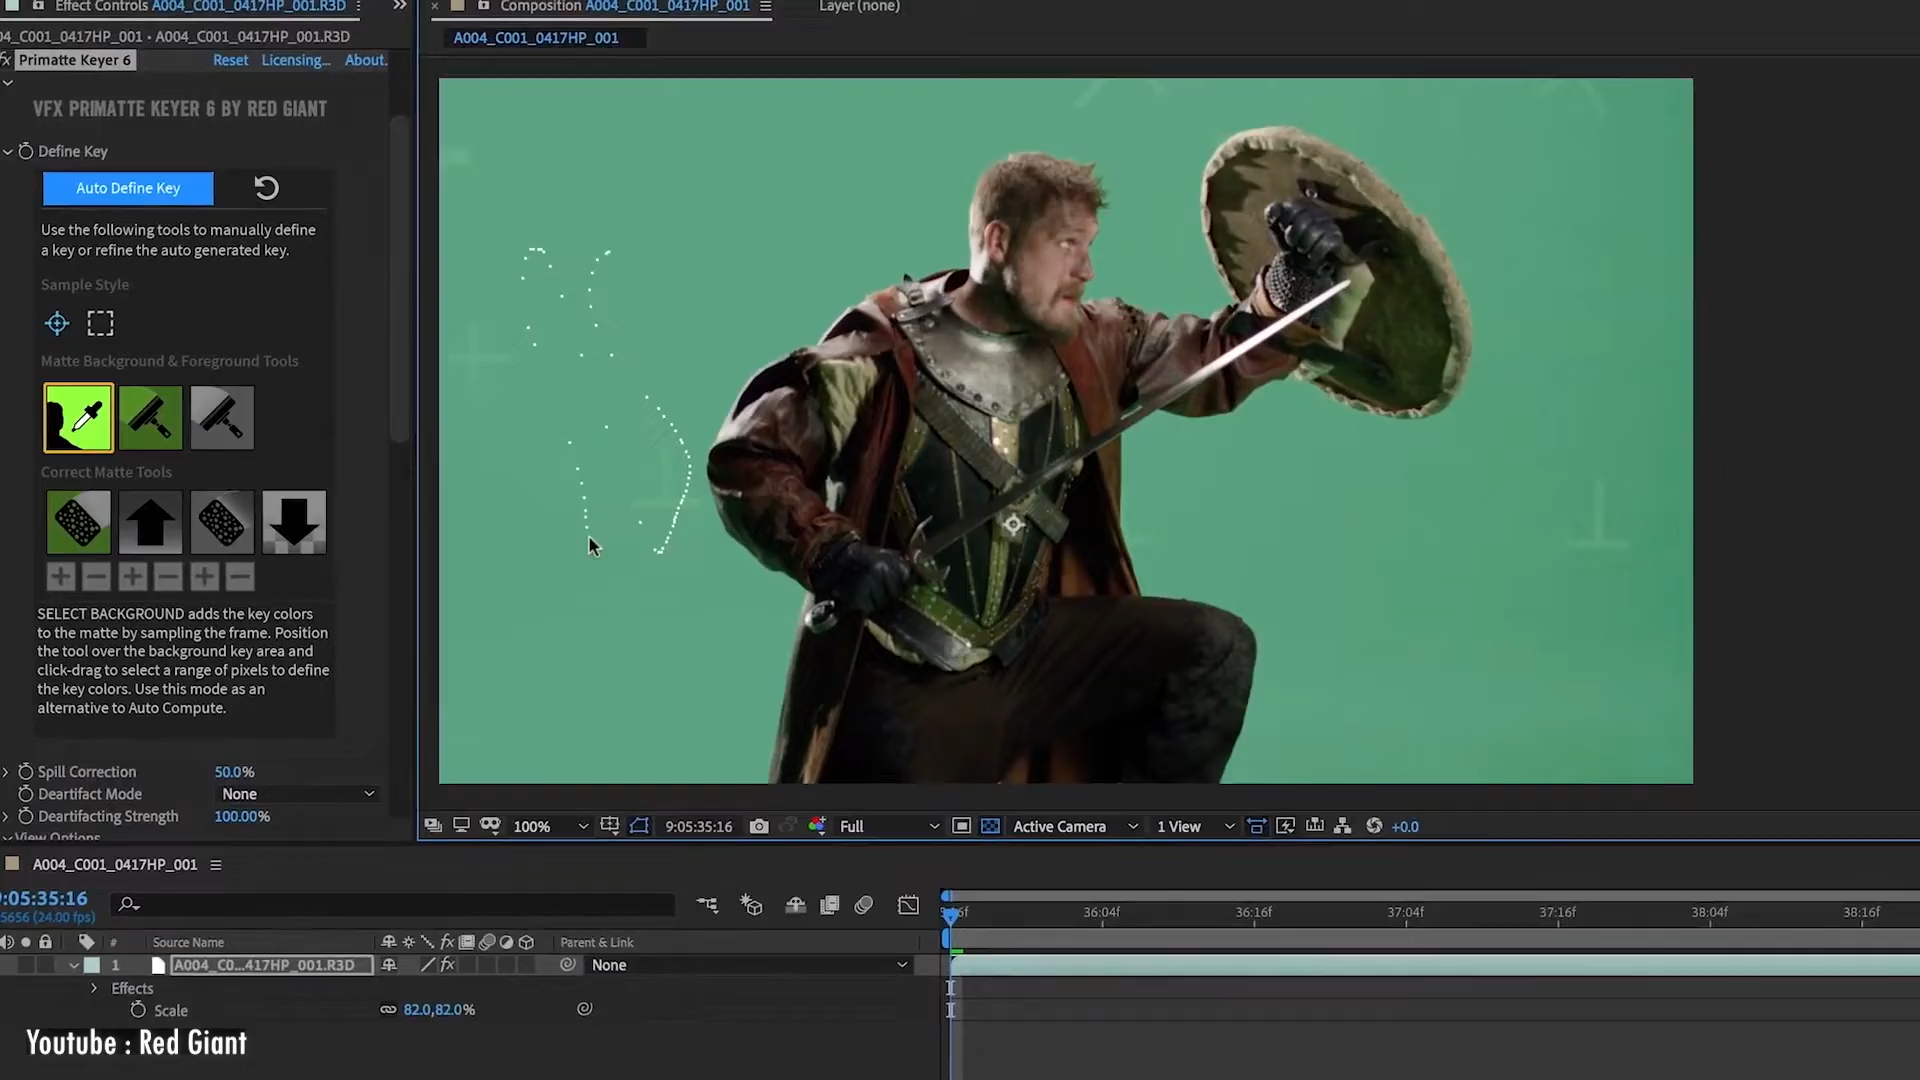 Effect Controls A004_C001_0417HP_001.R3D
Composition A004_C001_0417HP_001
Layer (none)
04_C001_0417HP_001 • A004_C001_0417HP_001.R3D
A004_C001_0417HP_001
fx Primatte Keyer 6
Reset
Licensing...
About.
VFX PRIMATTE KEYER 6 BY RED GIANT
Define Key
Auto Define Key
Use the following tools to manually define
a key or refine the auto generated key.
Sample Style
Matte Background & Foreground Tools
Correct Matte Tools
SELECT BACKGROUND adds the key colors
to the matte by sampling the frame. Position
the tool over the background key area and
click-drag to select a range of pixels to define
the key colors. Use this mode as an
alternative to Auto Compute.
Spill Correction 50.0%
Deartifact Mode None
Deartifacting Strength 100.00%
View Options
100%
9:05:35:16
Full
Active Camera
1 View
+0.0
A004_C001_0417HP_001
9:05:35:16
5656 (24.00 fps)
36:04f
36:16f
37:04f
37:16f
38:04f
38:16f
# Source Name
fx
Parent & Link
1 A004_C0...417HP_001.R3D
fx
None
Effects
Scale 82.0,82.0%
Youtube : Red Giant